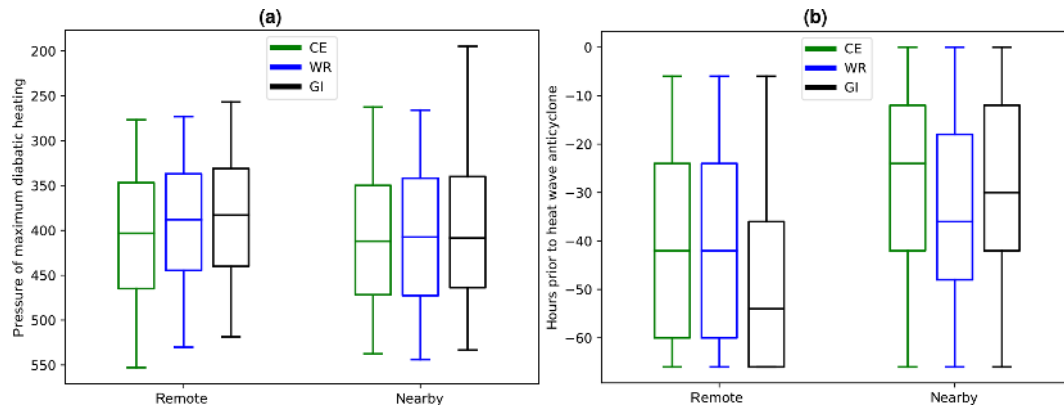 (a)
Pressure of maximum diabatic heating
200
250
300
350
400
450
500
550
CE
WR
GI
Remote
Nearby
(b)
Hours prior to heat wave anticyclone
0
−10
−20
−30
−40
−50
−60
CE
WR
GI
Remote
Nearby